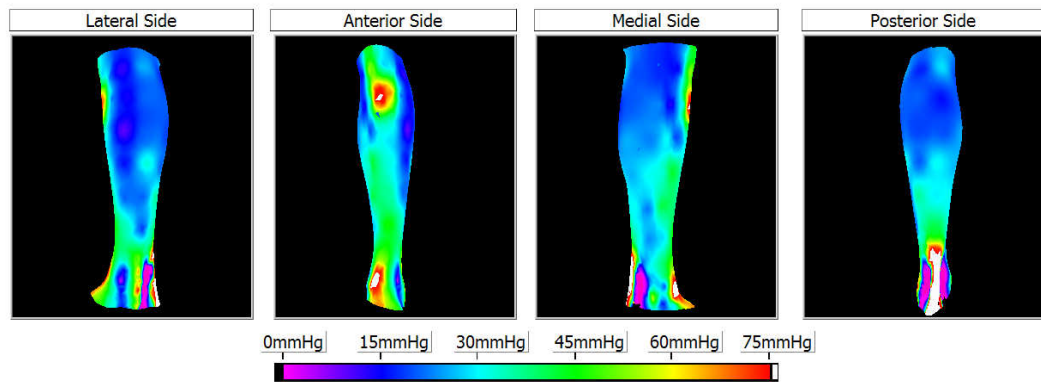 Lateral Side
Anterior Side
Medial Side
Posterior Side
0mmHg 15mmHg 30mmHg 45mmHg 60mmHg 75mmHg